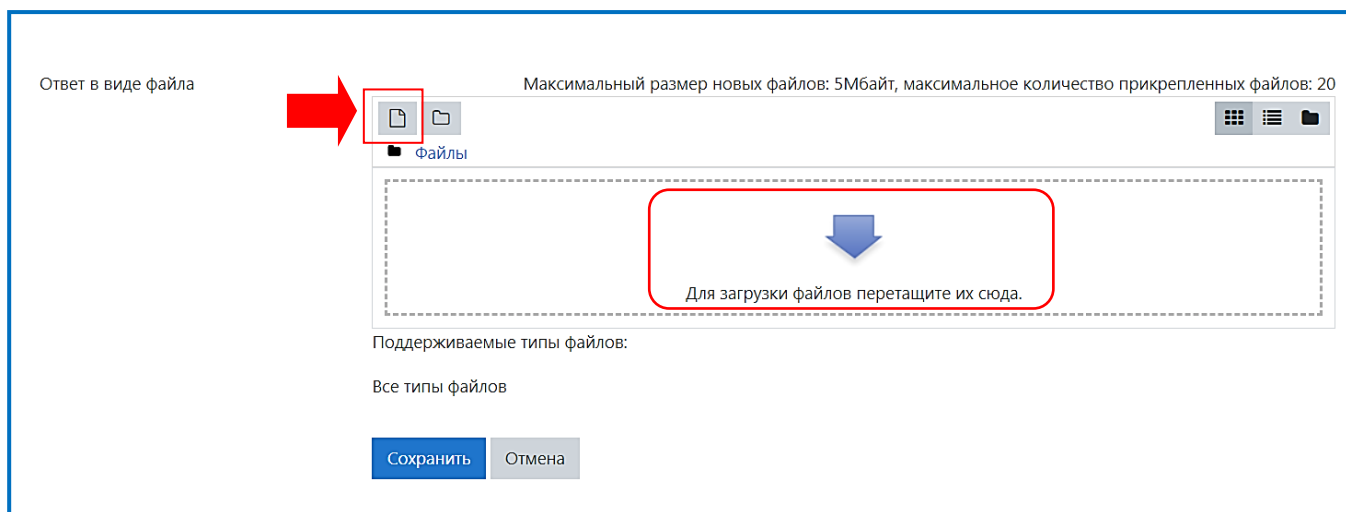 Ответ в виде файла
Максимальный размер новых файлов: 5Мбайт, максимальное количество прикрепленных файлов: 20
Файлы
Для загрузки файлов перетащите их сюда.
Поддерживаемые типы файлов:
Все типы файлов
Сохранить Отмена